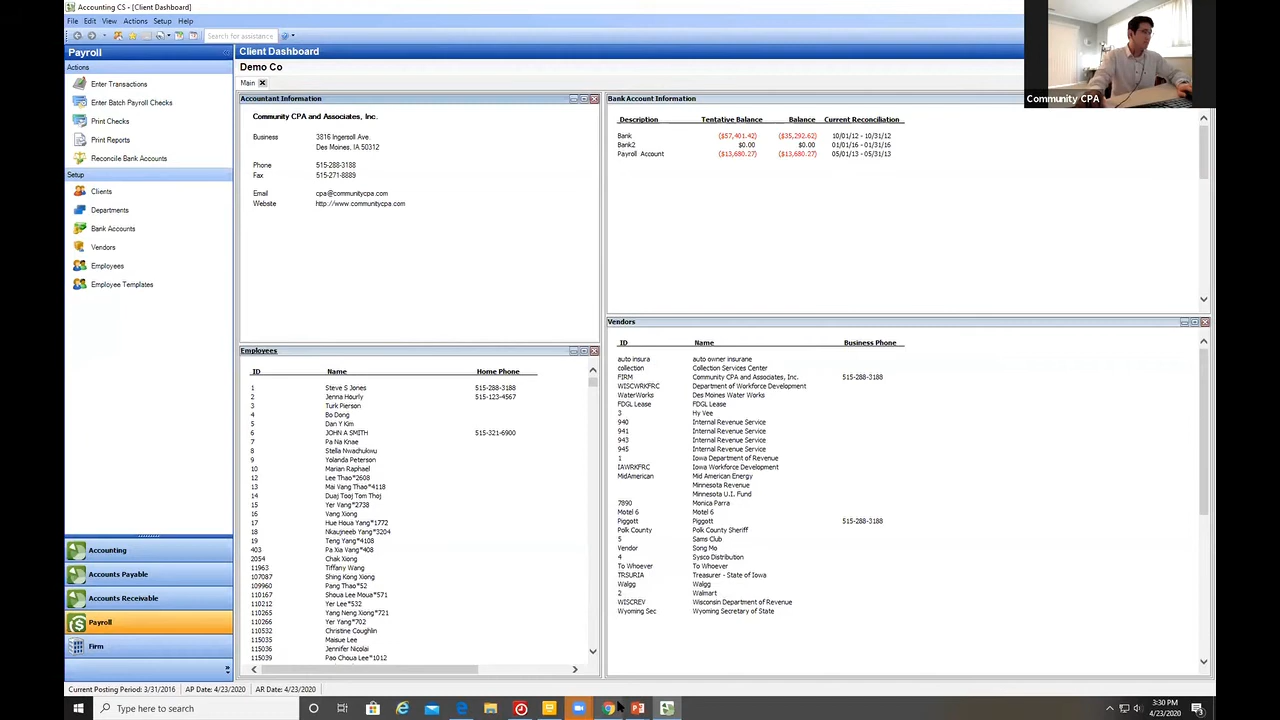 Accounting CS - [Client Dashboard]
File Edit View Actions Setup Help
Search for assistance
Payroll
Actions
Enter Transactions
Enter Batch Payroll Checks
Print Checks
Print Reports
Reconcile Bank Accounts
Setup
Clients
Departments
Bank Accounts
Vendors
Employees
Employee Templates
Accounting
Accounts Payable
Accounts Receivable
Payroll
Firm
Client Dashboard
Demo Co
Main
Accountant Information
Community CPA and Associates, Inc.
Business 3816 Ingersoll Ave.
Des Moines, IA 50312
Phone 515-288-3188
Fax 515-271-8889
Email cpa@communitycpa.com
Website http://www.communitycpa.com
Employees
ID Name Home Phone
1 Steve S Jones 515-288-3188
2 Jenna Hourly 515-123-4567
3 Turk Pierson
4 Bo Dong
5 Dan Y Kim
6 JOHN A SMITH 515-321-6900
7 Pa Na Knae
8 Stella Nwachukwu
9 Yolanda Peterson
10 Marian Raphael
12 Lee Thao*2608
13 Mai Vang Thao*4118
14 Duaj Tooj Tom Thoj
15 Yer Vang*2738
16 Vang Xiong
17 Hue Houa Yang*1772
18 Nkaujneeb Yang*3204
19 Teng Yang*4108
403 Pa Xia Vang*408
2054 Chak Xiong
11963 Tiffany Wang
107087 Shing Kong Xiong
109960 Pang Thao*52
110167 Shoua Lee Moua*571
110212 Yer Lee*532
110265 Yang Neng Xiong*721
110266 Yer Yang*702
110532 Christine Coughlin
115035 Maisue Lee
115036 Jennifer Nicolai
115039 Pao Choua Lee*1012
Bank Account Information
Description Tentative Balance Balance Current Reconciliation
Bank ($57,401.42) ($35,292.62) 10/01/12 - 10/31/12
Bank2 $0.00 $0.00 01/01/16 - 01/31/16
Payroll Account ($13,680.27) ($13,680.27) 05/01/13 - 05/31/13
Vendors
ID Name Business Phone
auto insura auto owner insurane
collection Collection Services Center
FIRM Community CPA and Associates, Inc. 515-288-3188
WISCWRKFRC Department of Workforce Development
WaterWorks Des Moines Water Works
FDGL Lease FDGL Lease
3 Hy Vee
940 Internal Revenue Service
941 Internal Revenue Service
943 Internal Revenue Service
945 Internal Revenue Service
1 Iowa Department of Revenue
IAWRKFRC Iowa Workforce Development
MidAmerican Mid American Energy
Minnesota Revenue
Minnesota U.I. Fund
7890 Monica Parra
Motel 6 Motel 6
Piggott Piggott 515-288-3188
Polk County Polk County Sheriff
5 Sams Club
Vendor Song Mo
4 Sysco Distribution
To Whoever To Whoever
TRSURIA Treasurer - State of Iowa
Walgg Walgg
2 Walmart
WISCREV Wisconsin Department of Revenue
Wyoming Sec Wyoming Secretary of State
Community CPA
Current Posting Period: 3/31/2016 AP Date: 4/23/2020 AR Date: 4/23/2020
Type here to search
3:30 PM
4/23/2020
3